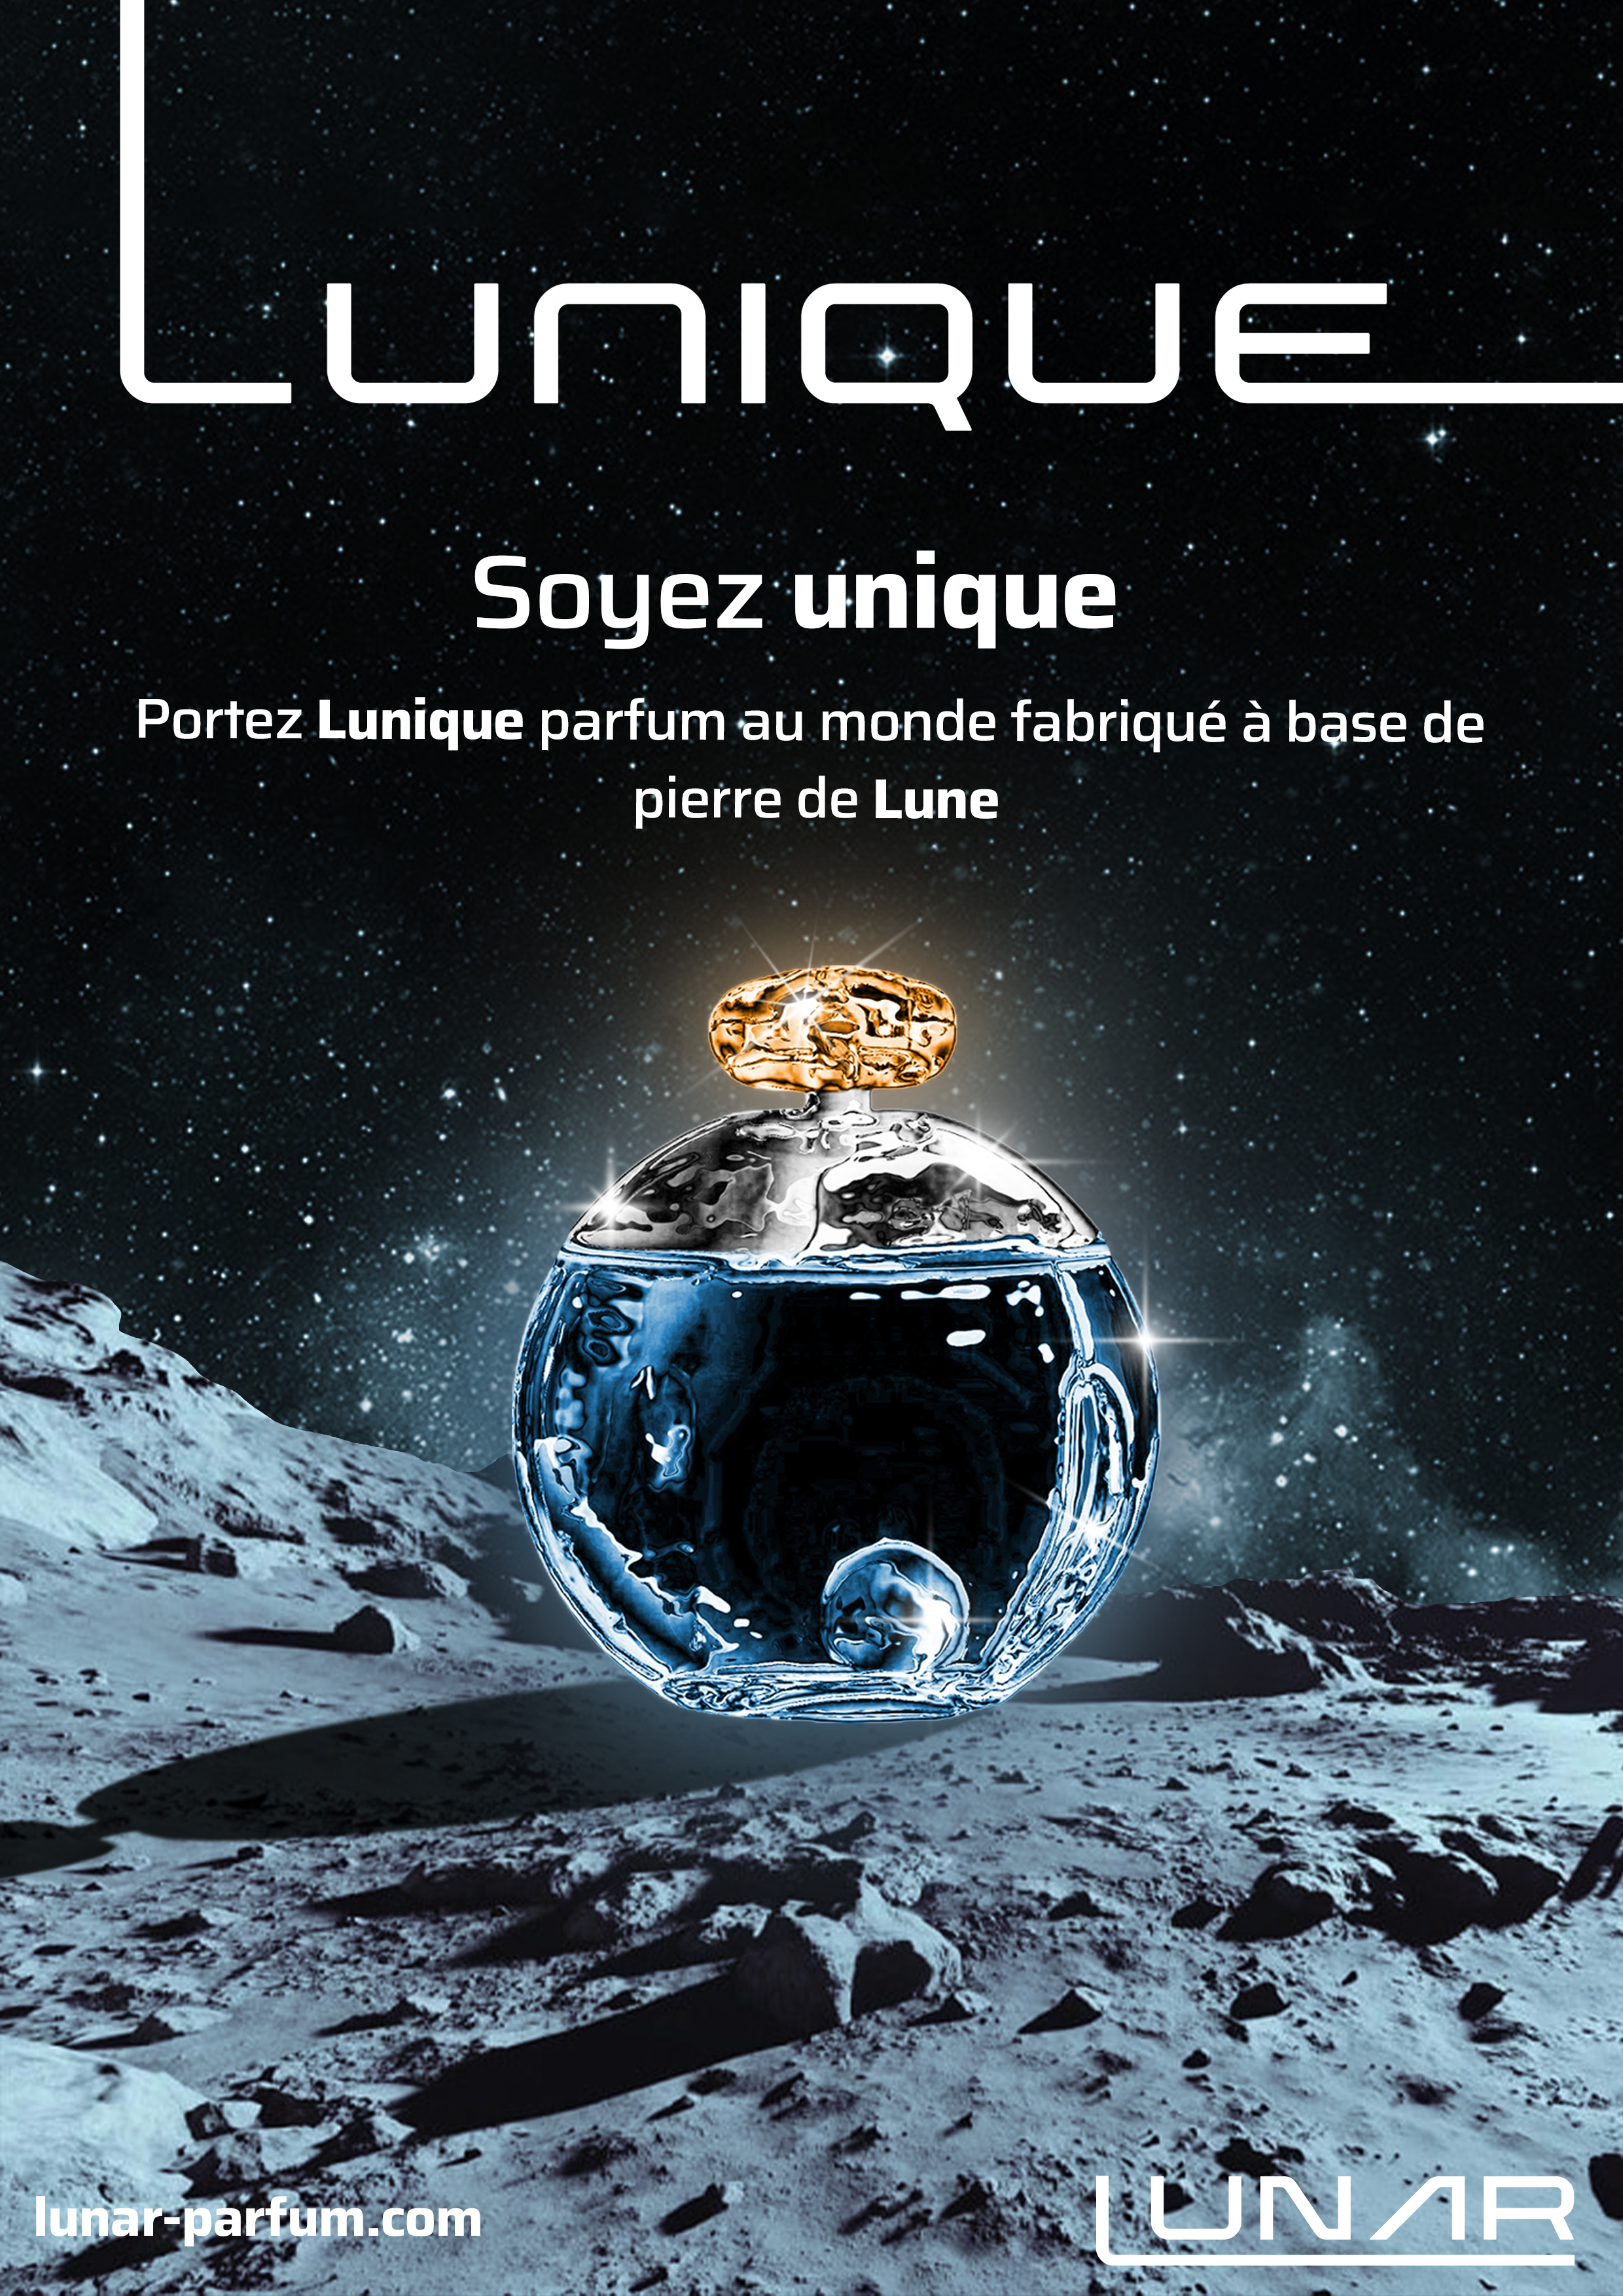 LUNIQUE
Soyez unique
Portez Lunique parfum au monde fabriqué à base de
pierre de Lune
lunar-parfum.com
LUNAR